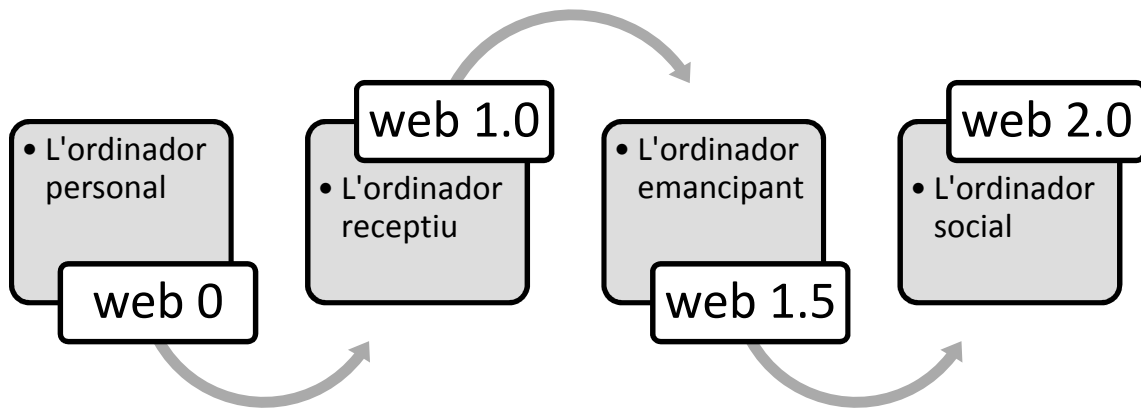 • L'ordinador
personal
web 0
web 1.0
• L'ordinador
receptiu
• L'ordinador
emancipant
web 1.5
web 2.0
• L'ordinador
social